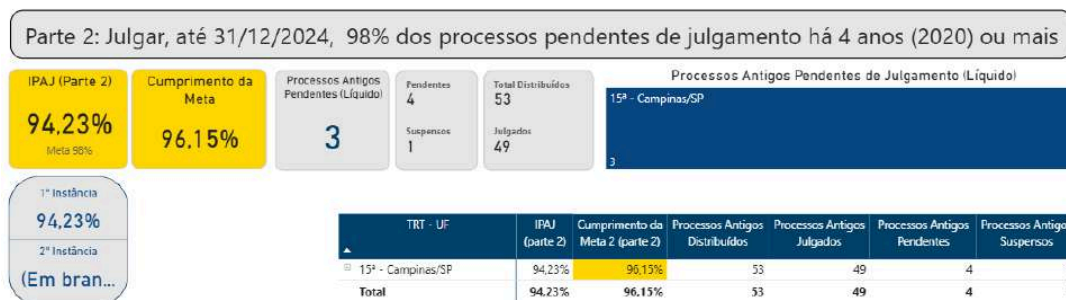 Parte 2: Julgar, até 31/12/2024, 98% dos processos pendentes de julgamento há 4 anos (2020) ou mais
IPAJ (Parte 2)
94,23%
Meta 98%
Cumprimento da
Meta
96,15%
Processos Antigos
Pendentes (Líquido)
3
Pendentes
4
Suspensos
1
Total Distribuídos
53
Julgados
49
Processos Antigos Pendentes de Julgamento (Líquido)
15ª - Campinas/SP
3
1ª Instância
94,23%
2ª Instância
(Em bran...
TRT - UF IPAJ (parte 2) Cumprimento da Meta 2 (parte 2) Processos Antigos Distribuídos Processos Antigos Julgados Processos Antigos Pendentes Processos Antigo Suspensos
15ª - Campinas/SP 94,23% 96,15% 53 49 4
Total 94,23% 96,15% 53 49 4